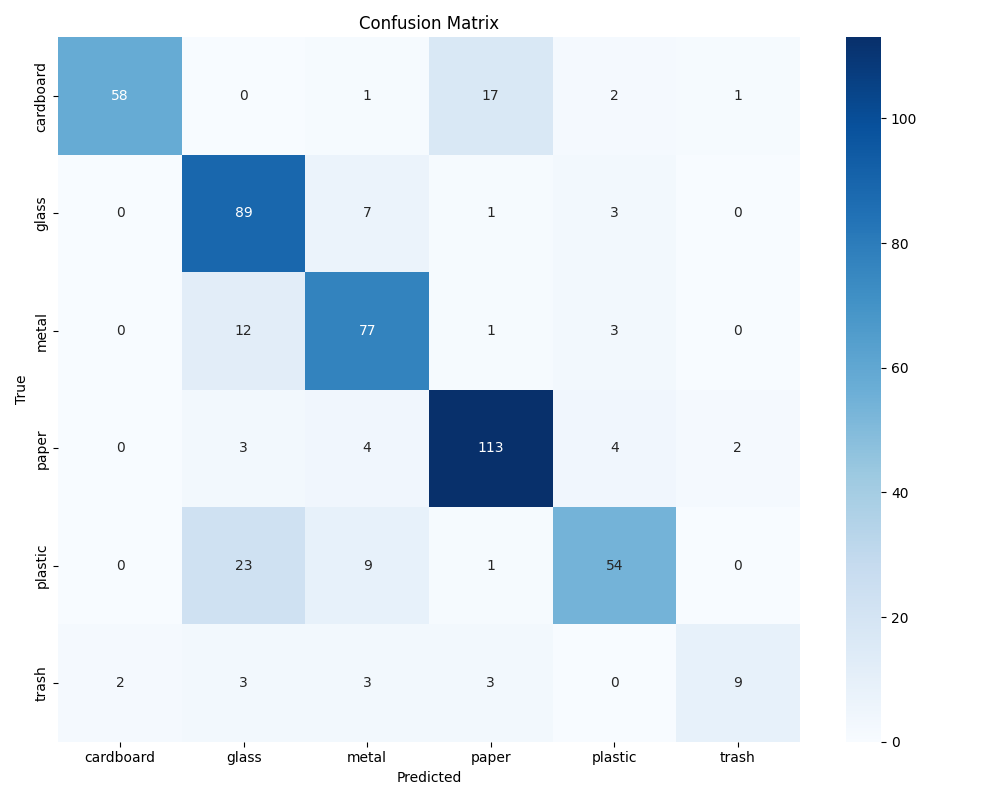 Confusion Matrix
cardboard 58 0 1 17 2 1
glass 0 89 7 1 3 0
metal 0 12 77 1 3 0
paper 0 3 4 113 4 2
plastic 0 23 9 1 54 0
trash 2 3 3 3 0 9
True
cardboard glass metal paper plastic trash
Predicted
100
80
60
40
20
0